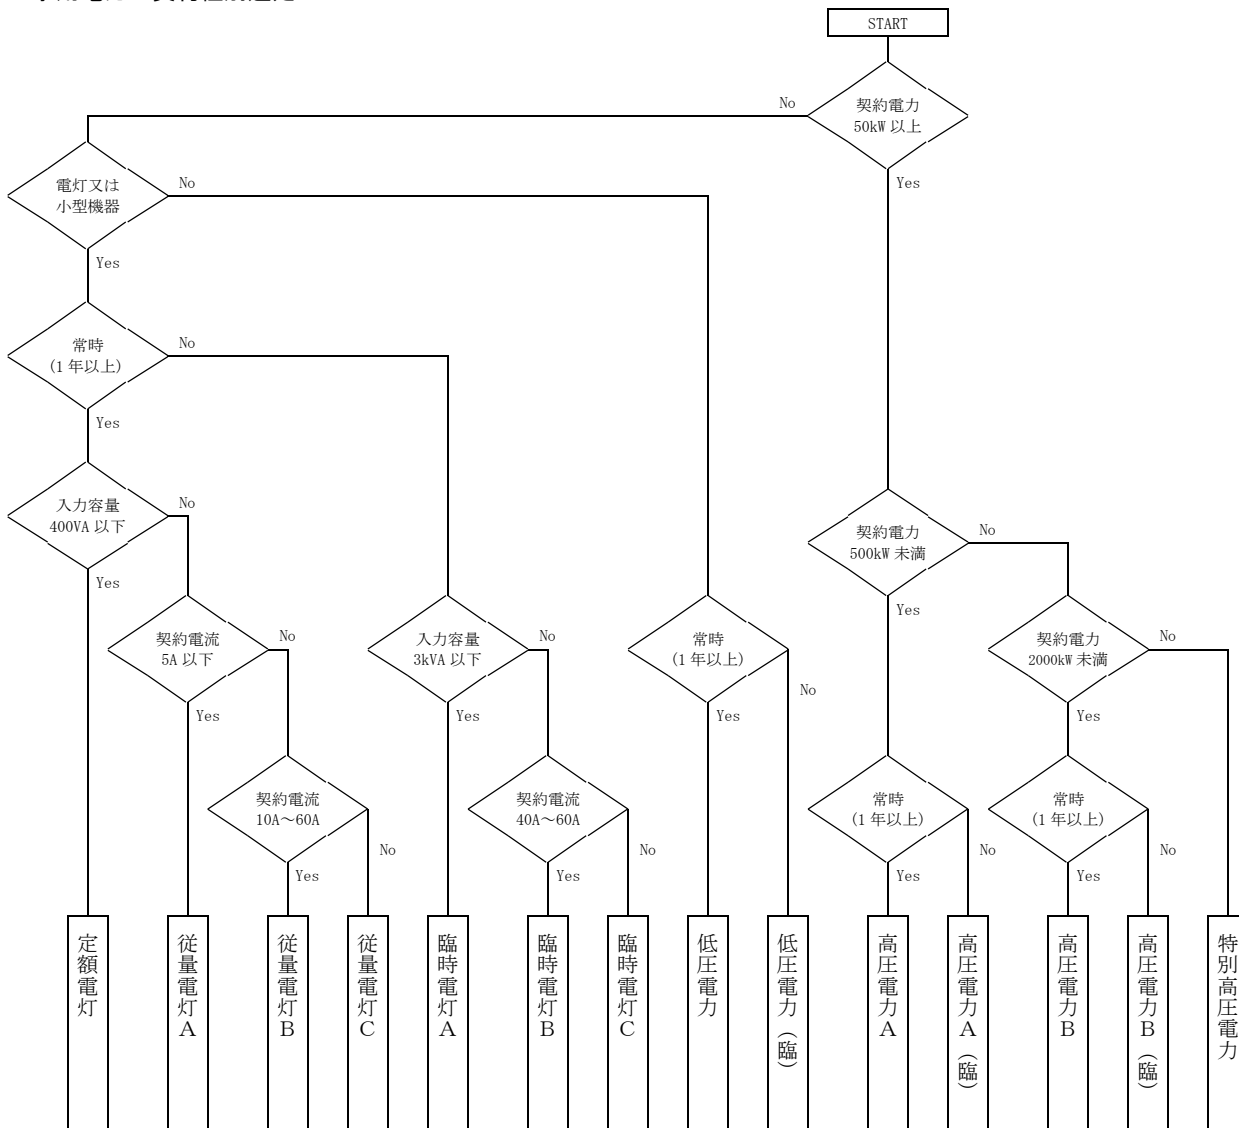 START
契約電力
50kW 以上
No
Yes
電灯又は
小型機器
No
Yes
常時
(1 年以上)
No
Yes
入力容量
400VA 以下
No
Yes
契約電力
500kW 未満
No
Yes
契約電流
5A 以下
No
Yes
入力容量
3kVA 以下
No
Yes
常時
(1 年以上)
No
Yes
契約電力
2000kW 未満
No
Yes
契約電流
10A～60A
No
Yes
契約電流
40A～60A
No
Yes
常時
(1 年以上)
No
Yes
常時
(1 年以上)
No
Yes
定額電灯
従量電灯A
従量電灯B
従量電灯C
臨時電灯A
臨時電灯B
臨時電灯C
低圧電力
低圧電力（臨）
高圧電力A
高圧電力A（臨）
高圧電力B
高圧電力B（臨）
特別高圧電力